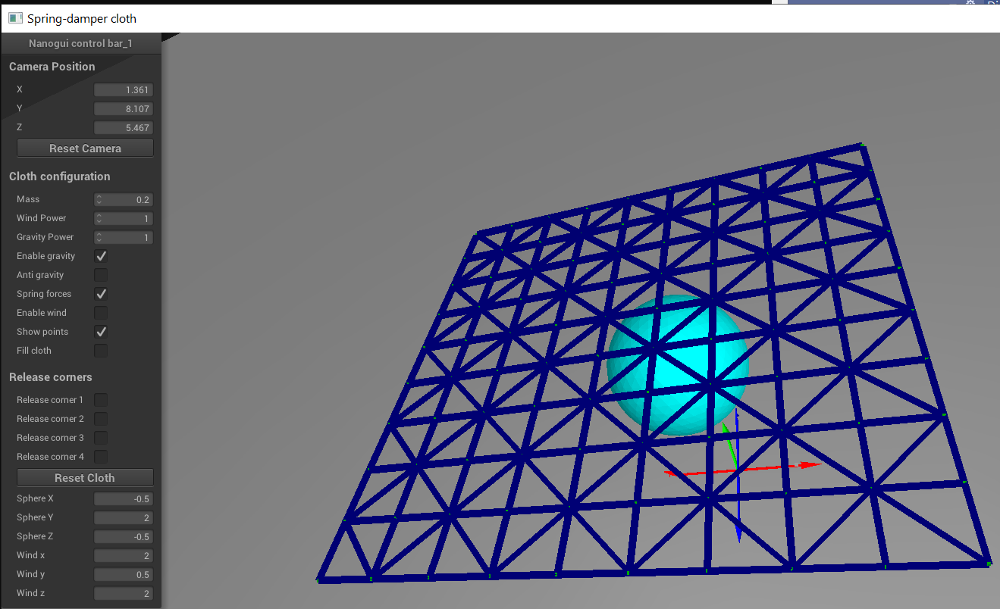 Spring-damper cloth
Nanogui control bar_1
Camera Position
X 1.361
Y 8.107
Z 5.467
Reset Camera
Cloth configuration
Mass 0.2
Wind Power 1
Gravity Power 1
Enable gravity
Anti gravity
Spring forces
Enable wind
Show points
Fill cloth
Release corners
Release corner 1
Release corner 2
Release corner 3
Release corner 4
Reset Cloth
Sphere X -0.5
Sphere Y 2
Sphere Z -0.5
Wind x 2
Wind y 0.5
Wind z 2